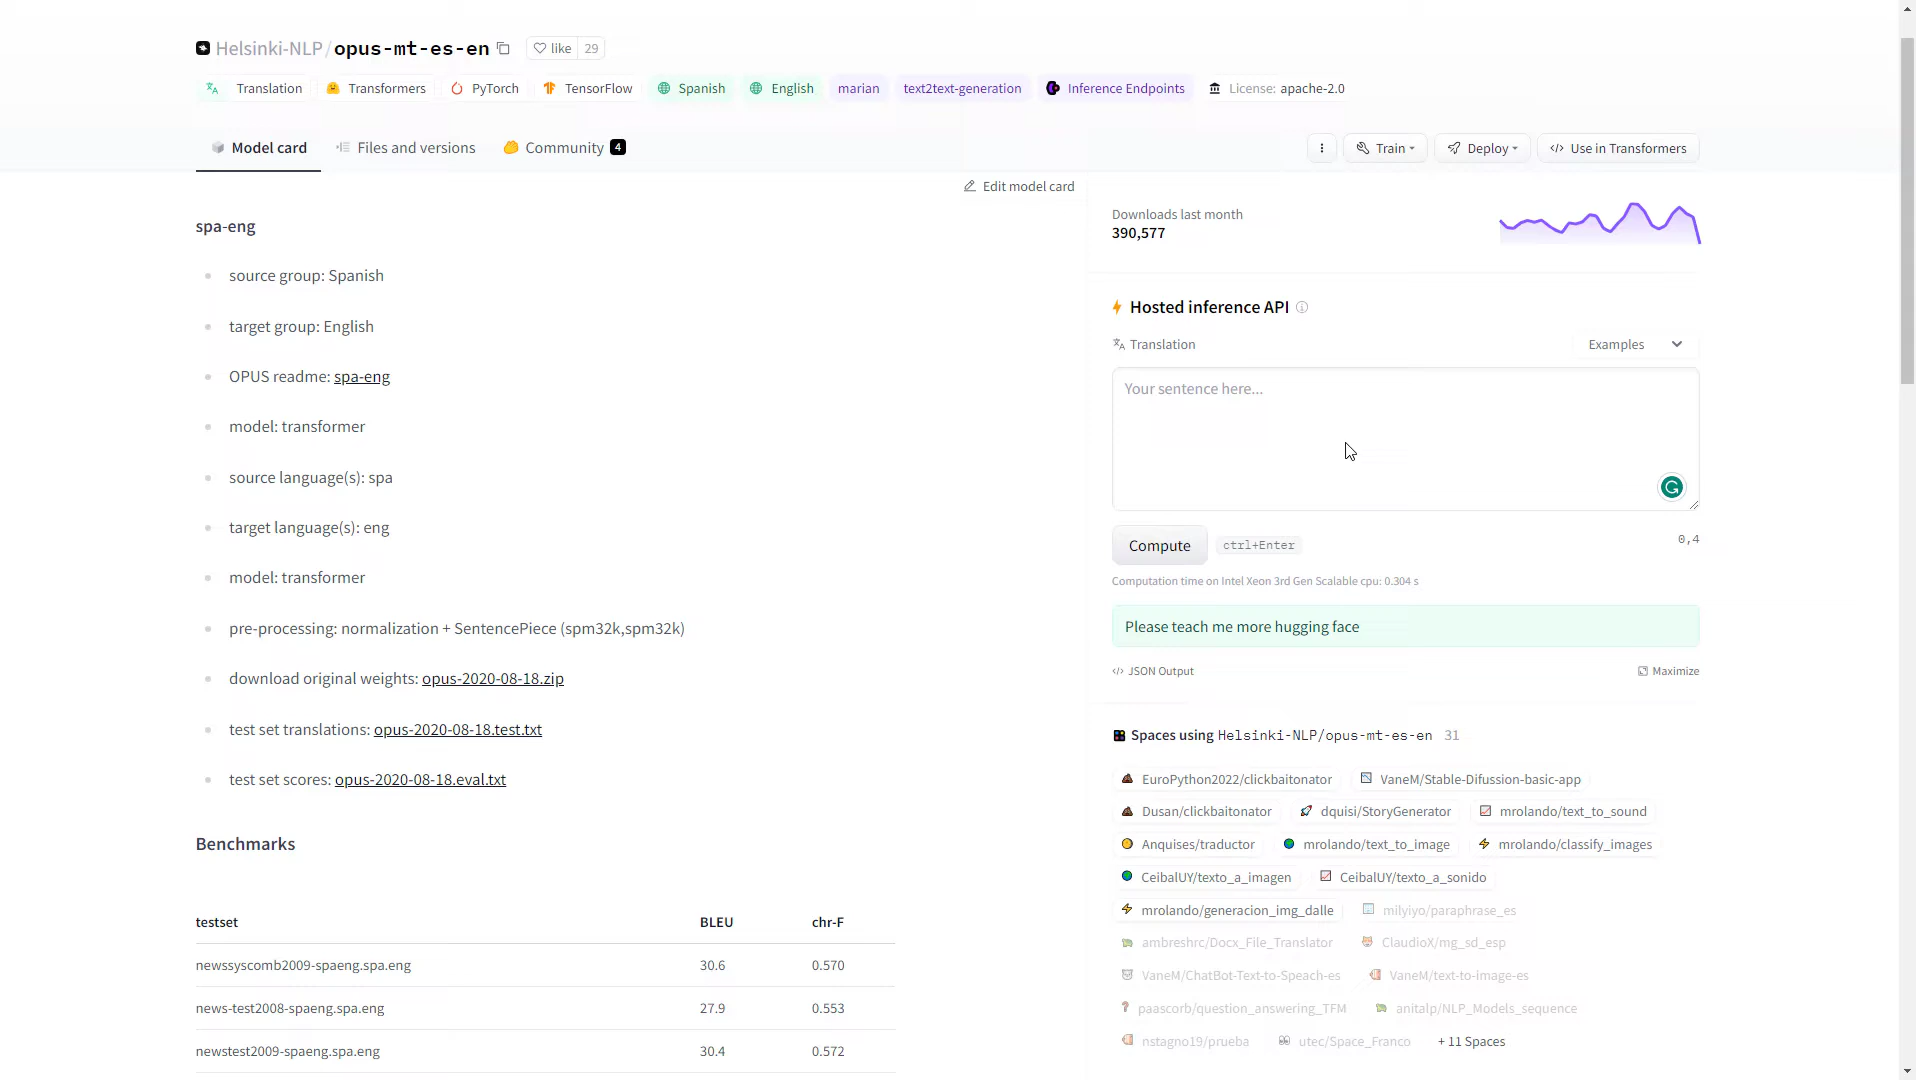 Helsinki-NLP/opus-mt-es-en like 29
Translation Transformers PyTorch TensorFlow Spanish English marian text2text-generation Inference Endpoints License: apache-2.0
Model card Files and versions Community 4 Train Deploy Use in Transformers
Edit model card
spa-eng
source group: Spanish
target group: English
OPUS readme: spa-eng
model: transformer
source language(s): spa
target language(s): eng
model: transformer
pre-processing: normalization + SentencePiece (spm32k,spm32k)
download original weights: opus-2020-08-18.zip
test set translations: opus-2020-08-18.test.txt
test set scores: opus-2020-08-18.eval.txt
Benchmarks
testset BLEU chr-F
newssyscomb2009-spaeng.spa.eng 30.6 0.570
news-test2008-spaeng.spa.eng 27.9 0.553
newstest2009-spaeng.spa.eng 30.4 0.572
Downloads last month
390,577
Hosted inference API
Translation Examples
Your sentence here...
Compute ctrl+Enter 0,4
Computation time on Intel Xeon 3rd Gen Scalable cpu: 0.304 s
Please teach me more hugging face
JSON Output Maximize
Spaces using Helsinki-NLP/opus-mt-es-en 31
EuroPython2022/clickbaitonator VaneM/Stable-Difussion-basic-app
Dusan/clickbaitonator dquisi/StoryGenerator mrolando/text_to_sound
Anquises/traductor mrolando/text_to_image mrolando/classify_images
CeibalUY/texto_a_imagen CeibalUY/texto_a_sonido
mrolando/generacion_img_dalle milyiyo/paraphrase_es
ambreshrc/Docx_File_Translator ClaudioX/mg_sd_esp
VaneM/ChatBot-Text-to-Speach-es VaneM/text-to-image-es
paascorb/question_answering_TFM anitalp/NLP_Models_sequence
nstagno19/prueba utec/Space_Franco + 11 Spaces